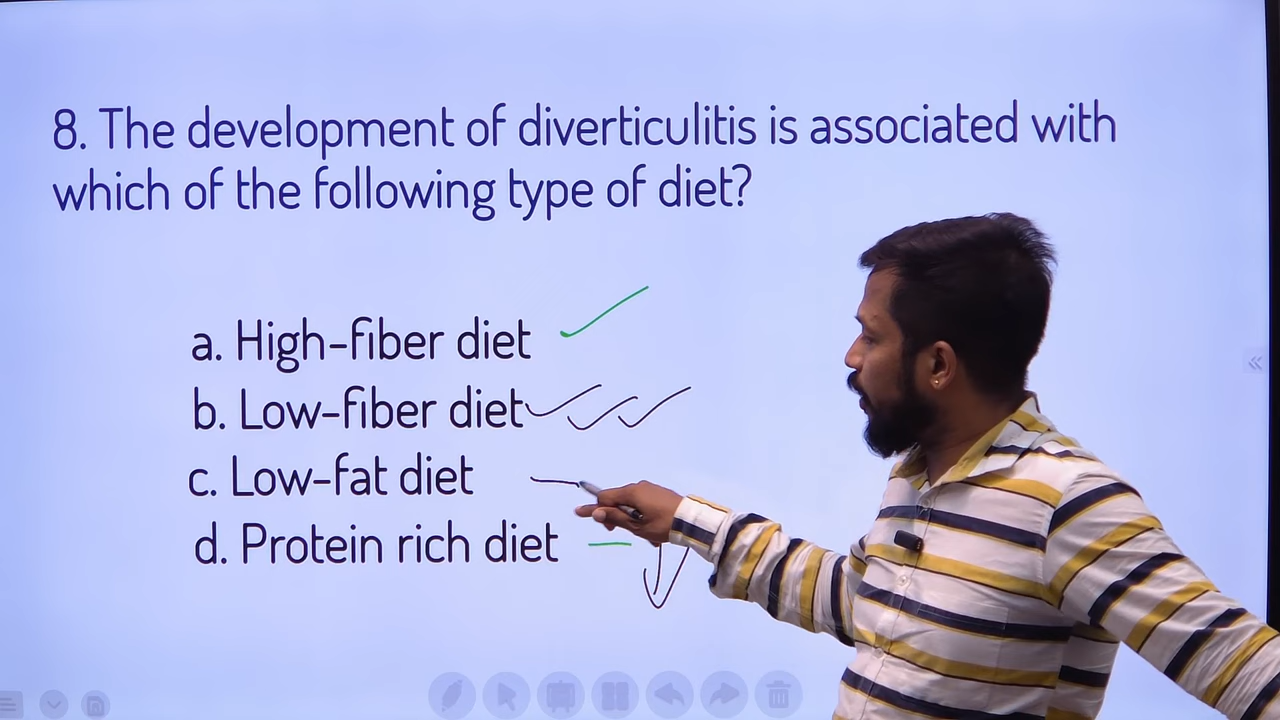 8. The development of diverticulitis is associated with
which of the following type of diet?
a. High-fiber diet
b. Low-fiber diet
c. Low-fat diet
d. Protein rich diet